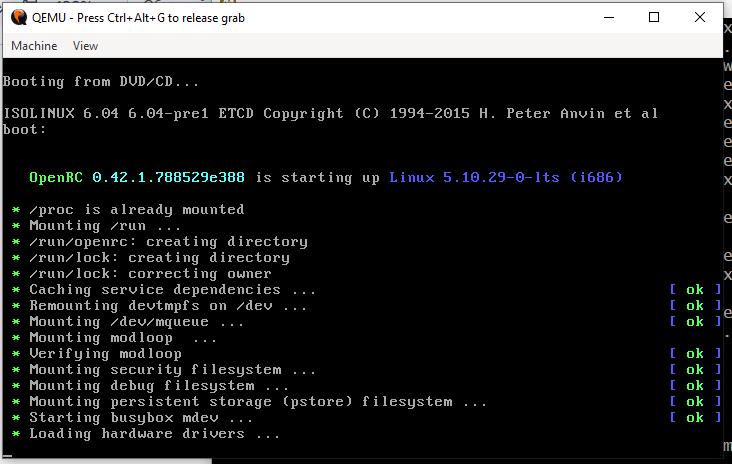 QEMU - Press Ctrl+Alt+G to release grab
Machine View
Booting from DVD/CD...
ISOLINUX 6.04 6.04-pre1 ETCD Copyright (C) 1994-2015 H. Peter Anvin et al
boot:
OpenRC 0.42.1.788529e388 is starting up Linux 5.10.29-0-lts (i686)
* /proc is already mounted
* Mounting /run ...
* /run/openrc: creating directory
* /run/lock: creating directory
* /run/lock: correcting owner
* Caching service dependencies ... [ ok ]
* Remounting devtmpfs on /dev ... [ ok ]
* Mounting /dev/mqueue ... [ ok ]
* Mounting modloop  ...
* Verifying modloop [ ok ]
* Mounting security filesystem ... [ ok ]
* Mounting debug filesystem ... [ ok ]
* Mounting persistent storage (pstore) filesystem ... [ ok ]
* Starting busybox mdev ... [ ok ]
* Loading hardware drivers ...